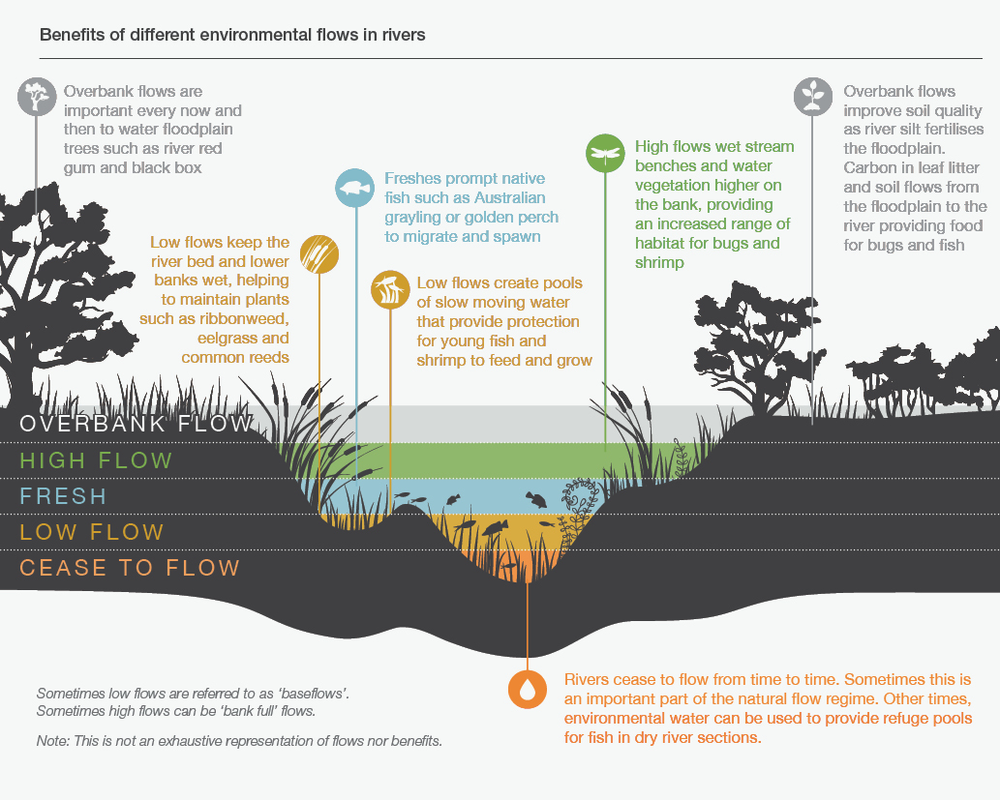 Benefits of different environmental flows in rivers
Overbank flows are
important every now and
then to water floodplain
trees such as river red
gum and black box
Low flows keep the
river bed and lower
banks wet, helping
to maintain plants
such as ribbonweed,
eelgrass and
common reeds
Freshes prompt native
fish such as Australian
grayling or golden perch
to migrate and spawn
Low flows create pools
of slow moving water
that provide protection
for young fish and
shrimp to feed and grow
High flows wet stream
benches and water
vegetation higher on
the bank, providing
an increased range of
habitat for bugs and
shrimp
Overbank flows
improve soil quality
as river silt fertilises
the floodplain.
Carbon in leaf litter
and soil flows from
the floodplain to the
river providing food
for bugs and fish
OVERBANK FLOW
HIGH FLOW
FRESH
LOW FLOW
CEASE TO FLOW
Rivers cease to flow from time to time. Sometimes this is
an important part of the natural flow regime. Other times,
environmental water can be used to provide refuge pools
for fish in dry river sections.
Sometimes low flows are referred to as ‘baseflows’.
Sometimes high flows can be ‘bank full’ flows.
Note: This is not an exhaustive representation of flows nor benefits.